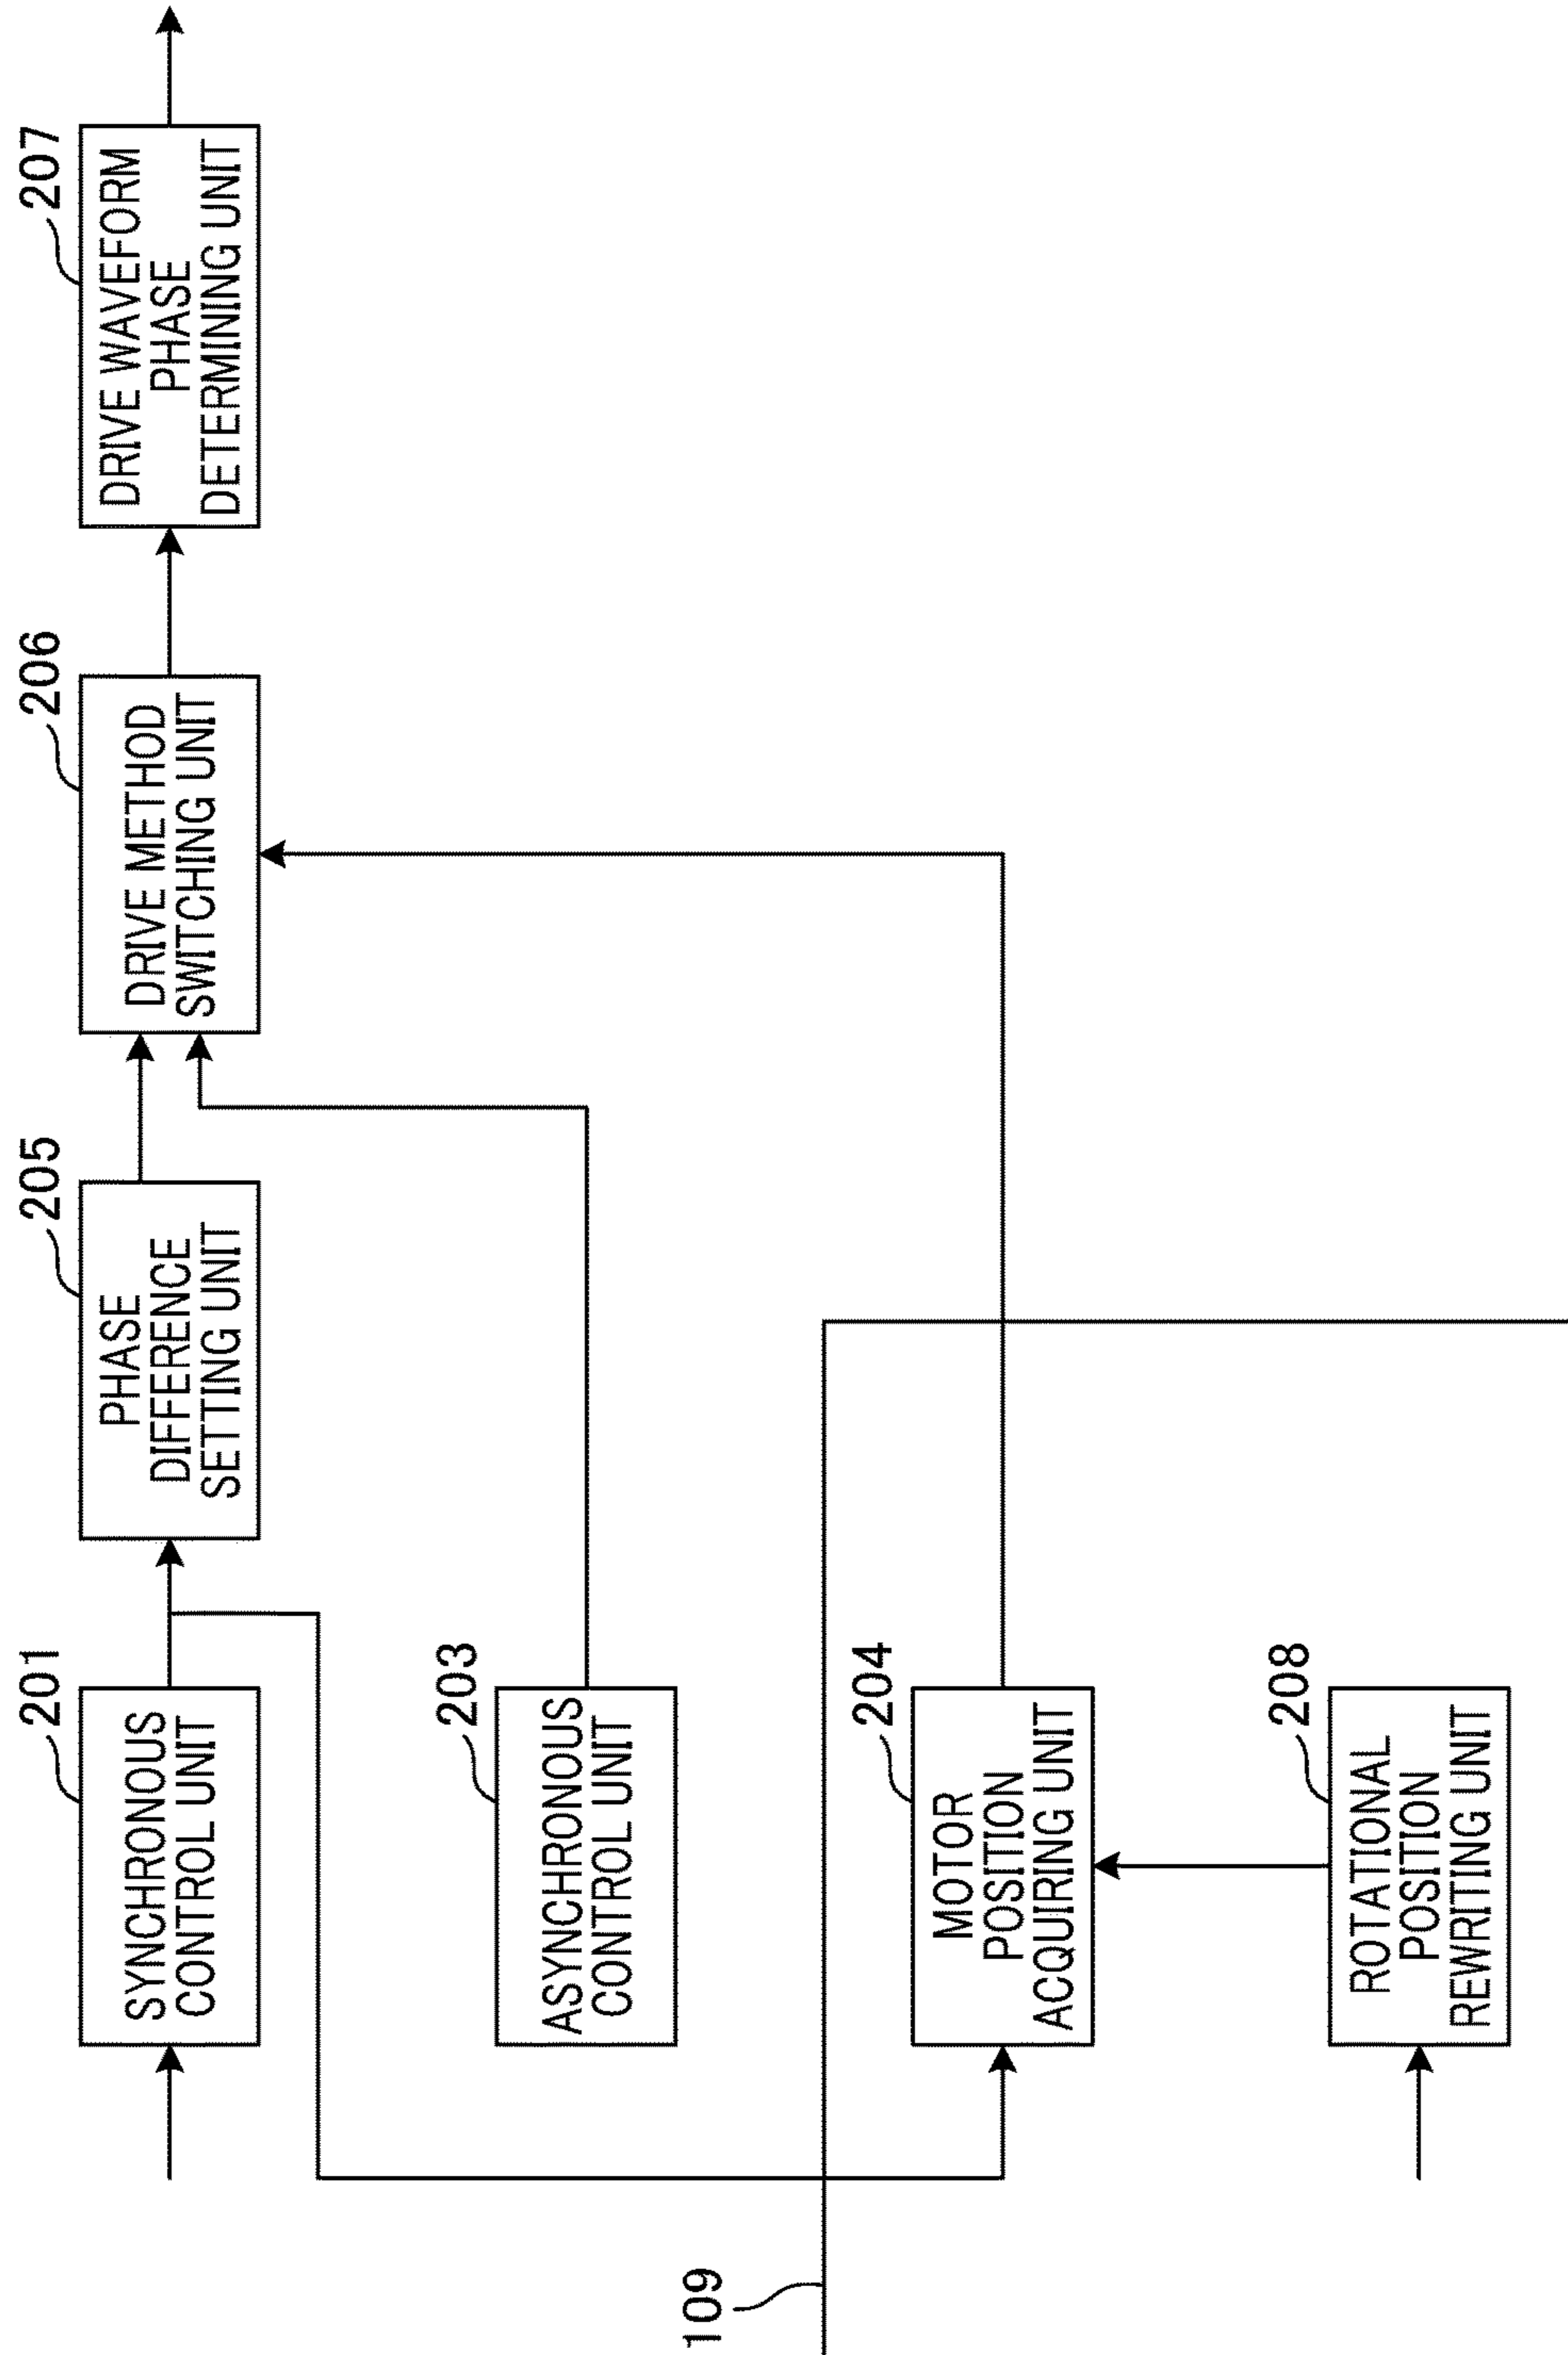 201
SYNCHRONOUS
CONTROL UNIT
205
PHASE
DIFFERENCE
SETTING UNIT
206
DRIVE METHOD
SWITCHING UNIT
207
DRIVE WAVEFORM
PHASE
DETERMINING UNIT
203
ASYNCHRONOUS
CONTROL UNIT
109
204
MOTOR
POSITION
ACQUIRING UNIT
208
ROTATIONAL
POSITION
REWRITING UNIT